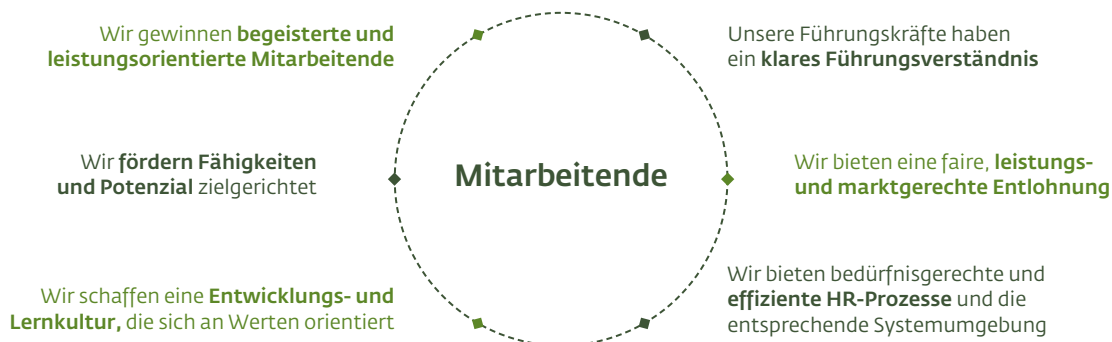 Wir gewinnen begeisterte und
leistungsorientierte Mitarbeitende
Unsere Führungskräfte haben
ein klares Führungsverständnis
Wir fördern Fähigkeiten
und Potenzial zielgerichtet
Mitarbeitende
Wir bieten eine faire, leistungs-
und marktgerechte Entlohnung
Wir schaffen eine Entwicklungs- und
Lernkultur, die sich an Werten orientiert
Wir bieten bedürfnisgerechte und
effiziente HR-Prozesse und die
entsprechende Systemumgebung